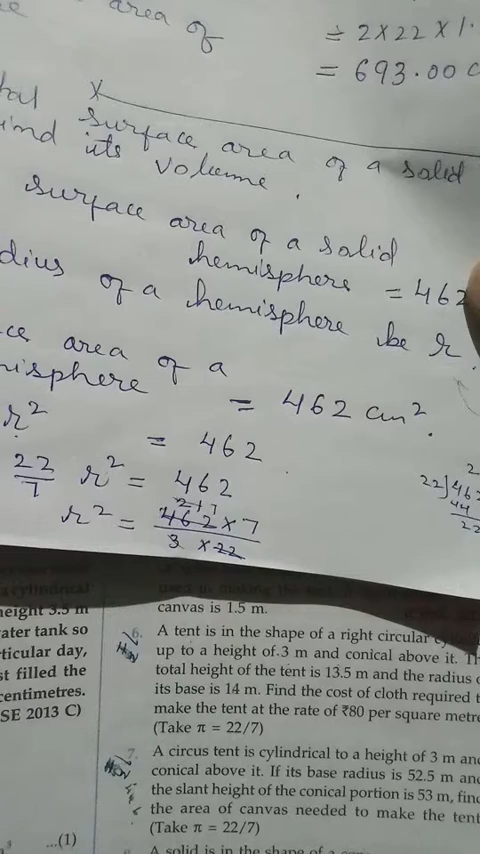 area of
= 2 x 22 x 1.
= 693.00 c
surface area of a solid
find its volume.
surface area of a solid
hemisphere = 462
radius of a hemisphere be r.
area of a
hemisphere = 462 cm².
r² = 462
22/7 r² = 462
r² = 462 x 7 / 3 x 22
217
22)462
44
22
cylindrical
height 3.5 m
ater tank so
ticular day,
st filled the
centimetres.
SE 2013 C)
...(1)
canvas is 1.5 m.
6. A tent is in the shape of a right circular
up to a height of 3 m and conical above it.
total height of the tent is 13.5 m and the radius
its base is 14 m. Find the cost of cloth required
make the tent at the rate of ₹80 per square metre
(Take π = 22/7)
7. A circus tent is cylindrical to a height of 3 m and
conical above it. If its base radius is 52.5 m and
the slant height of the conical portion is 53 m, find
the area of canvas needed to make the tent
(Take π = 22/7)
A solid is in the shape of a